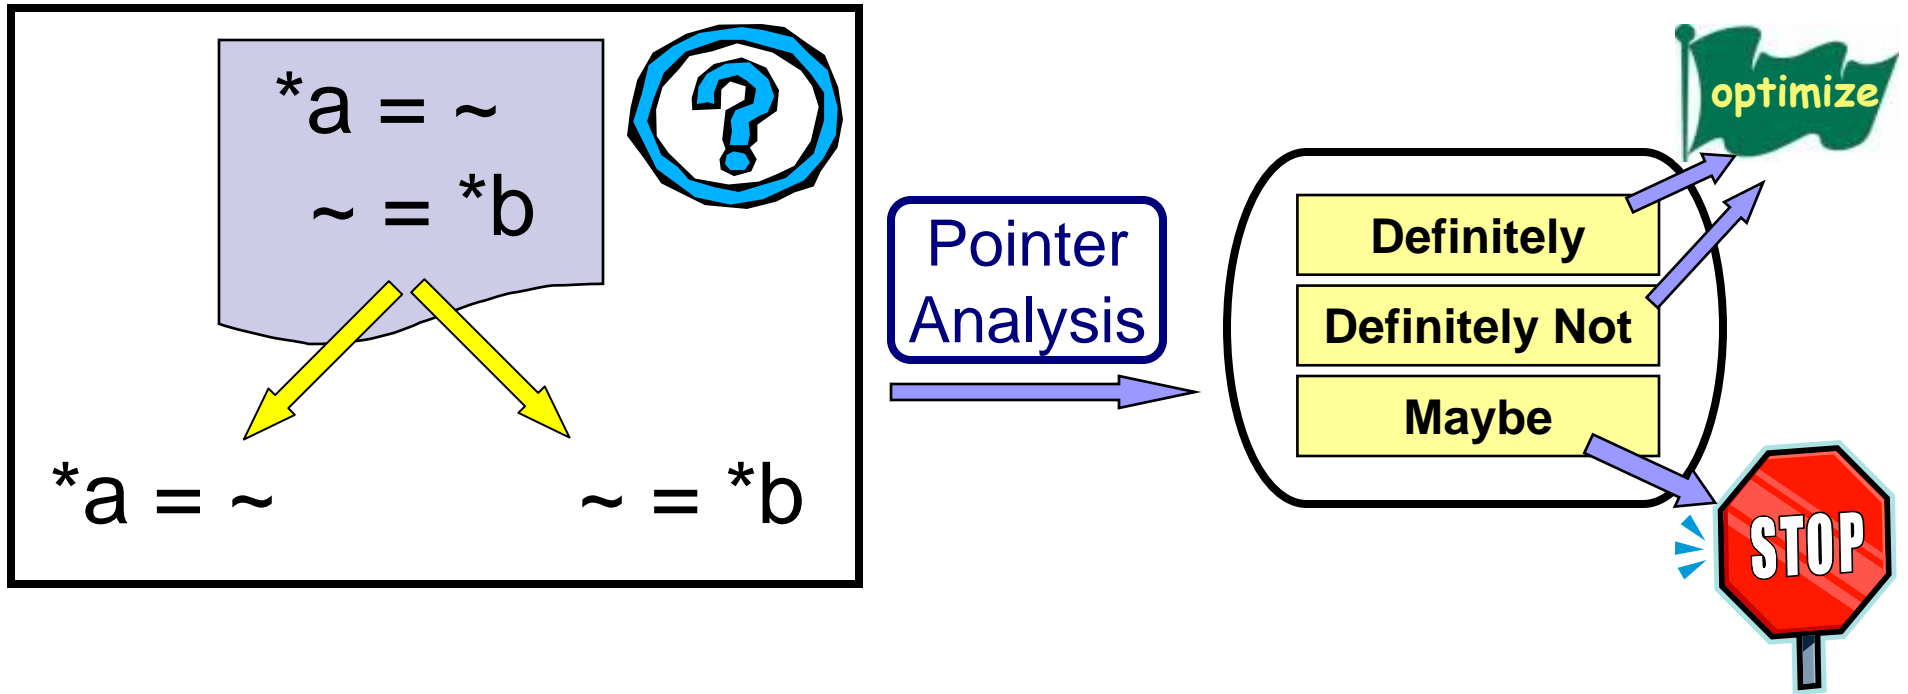 *a = ~
~ = *b
*a = ~
~ = *b
?
Pointer
Analysis
Definitely
Definitely Not
Maybe
optimize
STOP